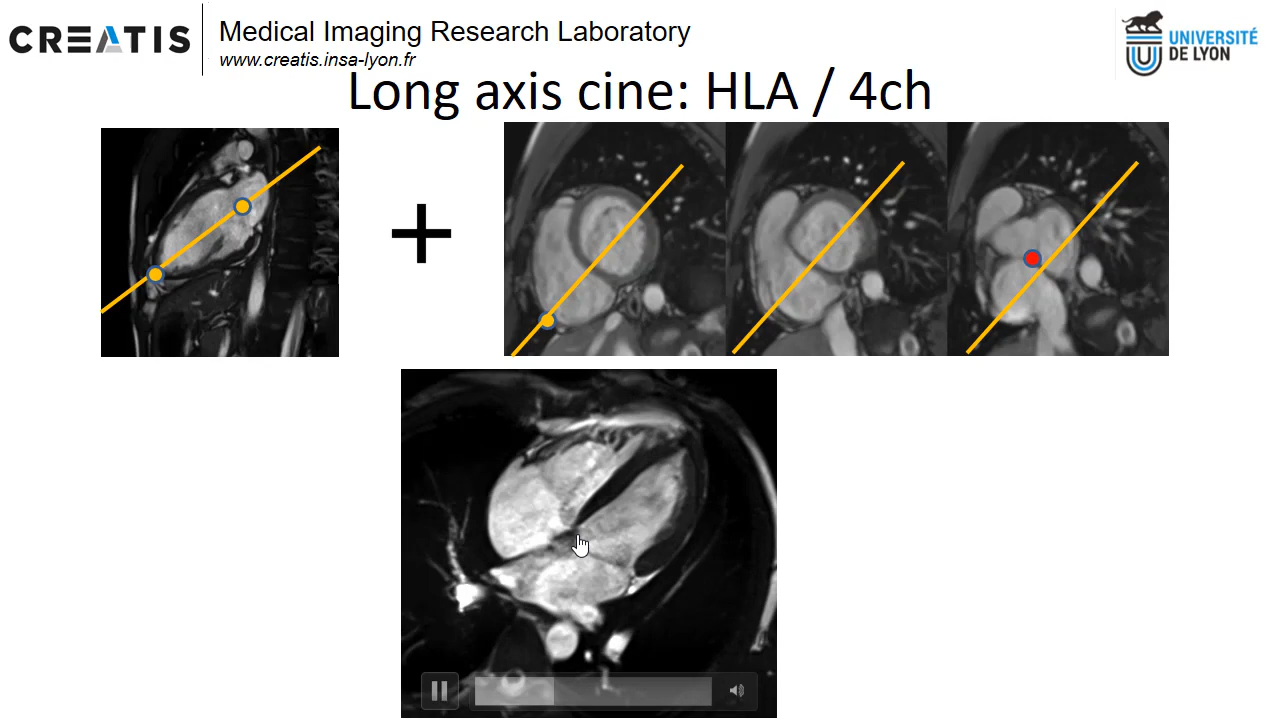 CREATIS
Medical Imaging Research Laboratory
www.creatis.insa-lyon.fr
UNIVERSITÉ
DE LYON
Long axis cine: HLA / 4ch
+